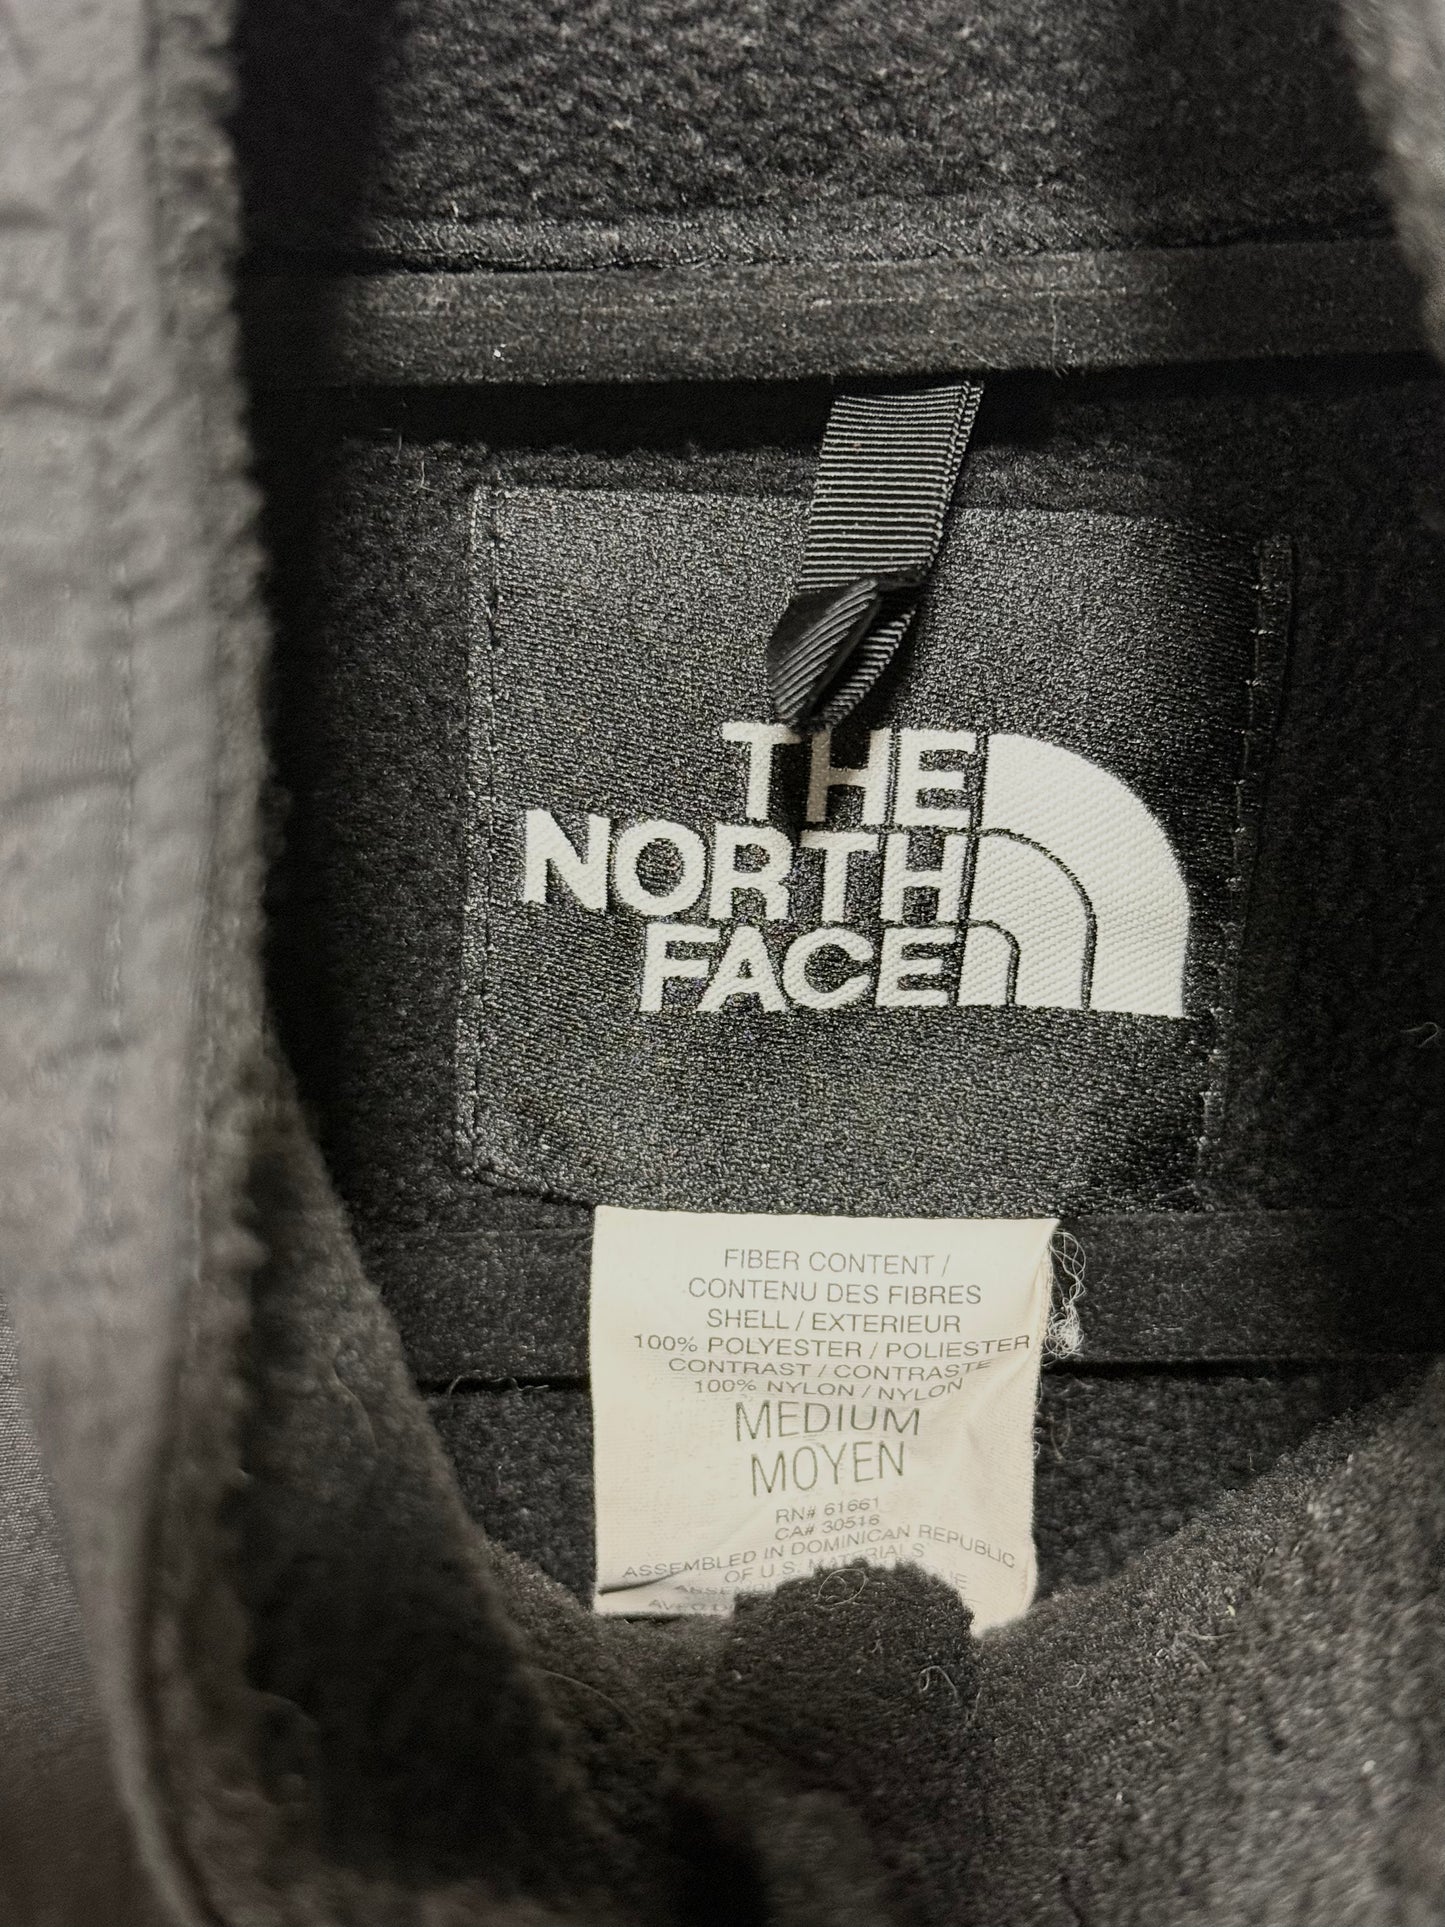 THE
NORTH
FACE
FIBER CONTENT /
CONTENU DES FIBRES
SHELL / EXTERIEUR
100% POLYESTER / POLIESTER
CONTRAST / CONTRASTE
100% NYLON / NYLON
MEDIUM
MOYEN
RN# 61661
CA# 30516
ASSEMBLED IN DOMINICAN REPUBLIC
OF U.S. MATERIALS